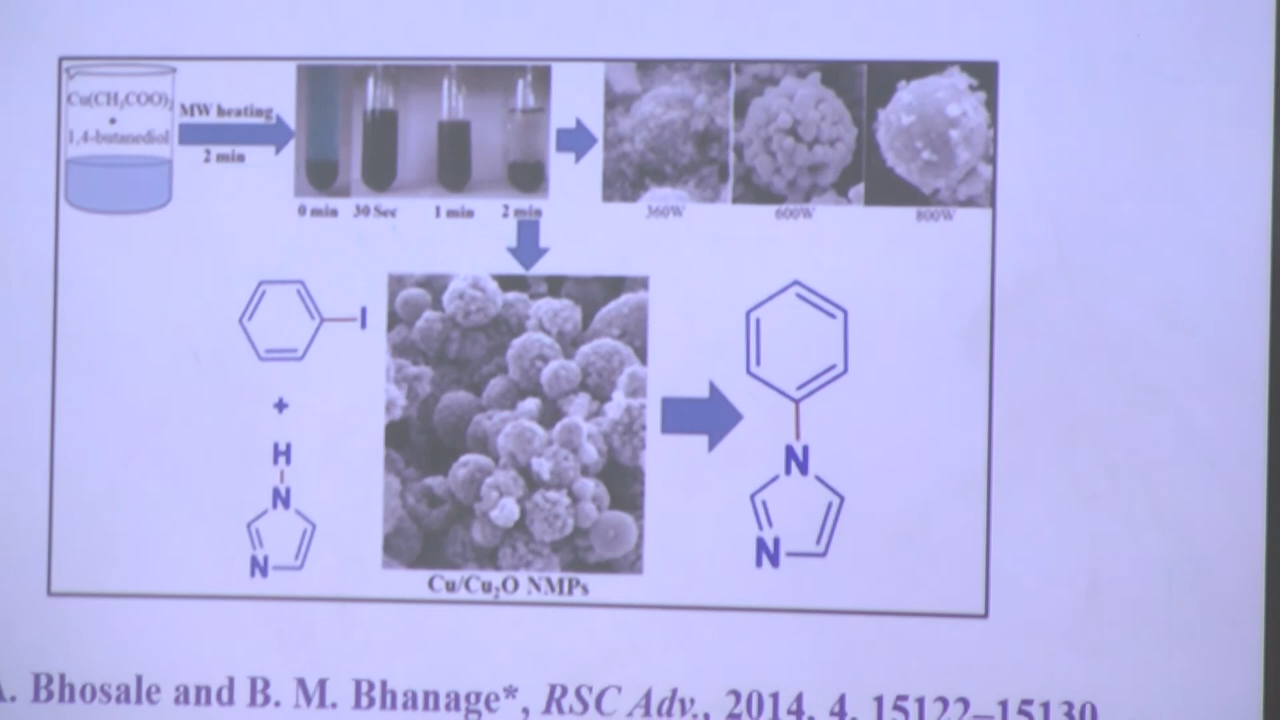 Cu(CH3COO)2
+
1,4-butanediol
MW heating
2 min
0 min 30 Sec 1 min 2 min
360W 600W 800W
I
+
H
N
N
N
N
Cu/Cu2O NMPs
A. Bhosale and B. M. Bhanage*, RSC Adv., 2014, 4, 15122–15130